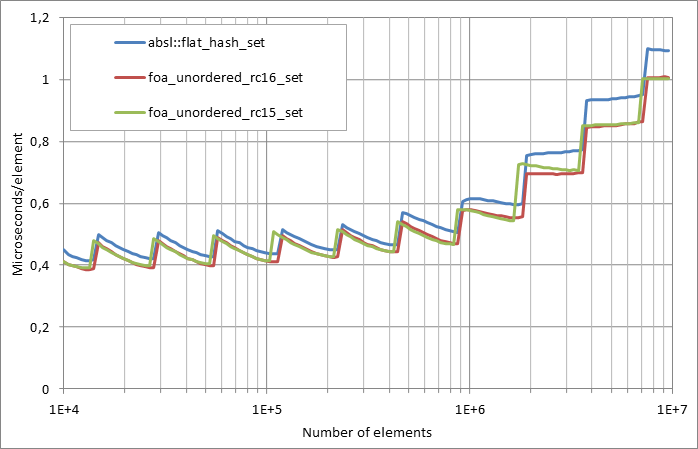 1,2
1
0,8
0,6
0,4
0,2
0
Microseconds/element
absl::flat_hash_set
foa_unordered_rc16_set
foa_unordered_rc15_set
1E+4 1E+5 1E+6 1E+7
Number of elements